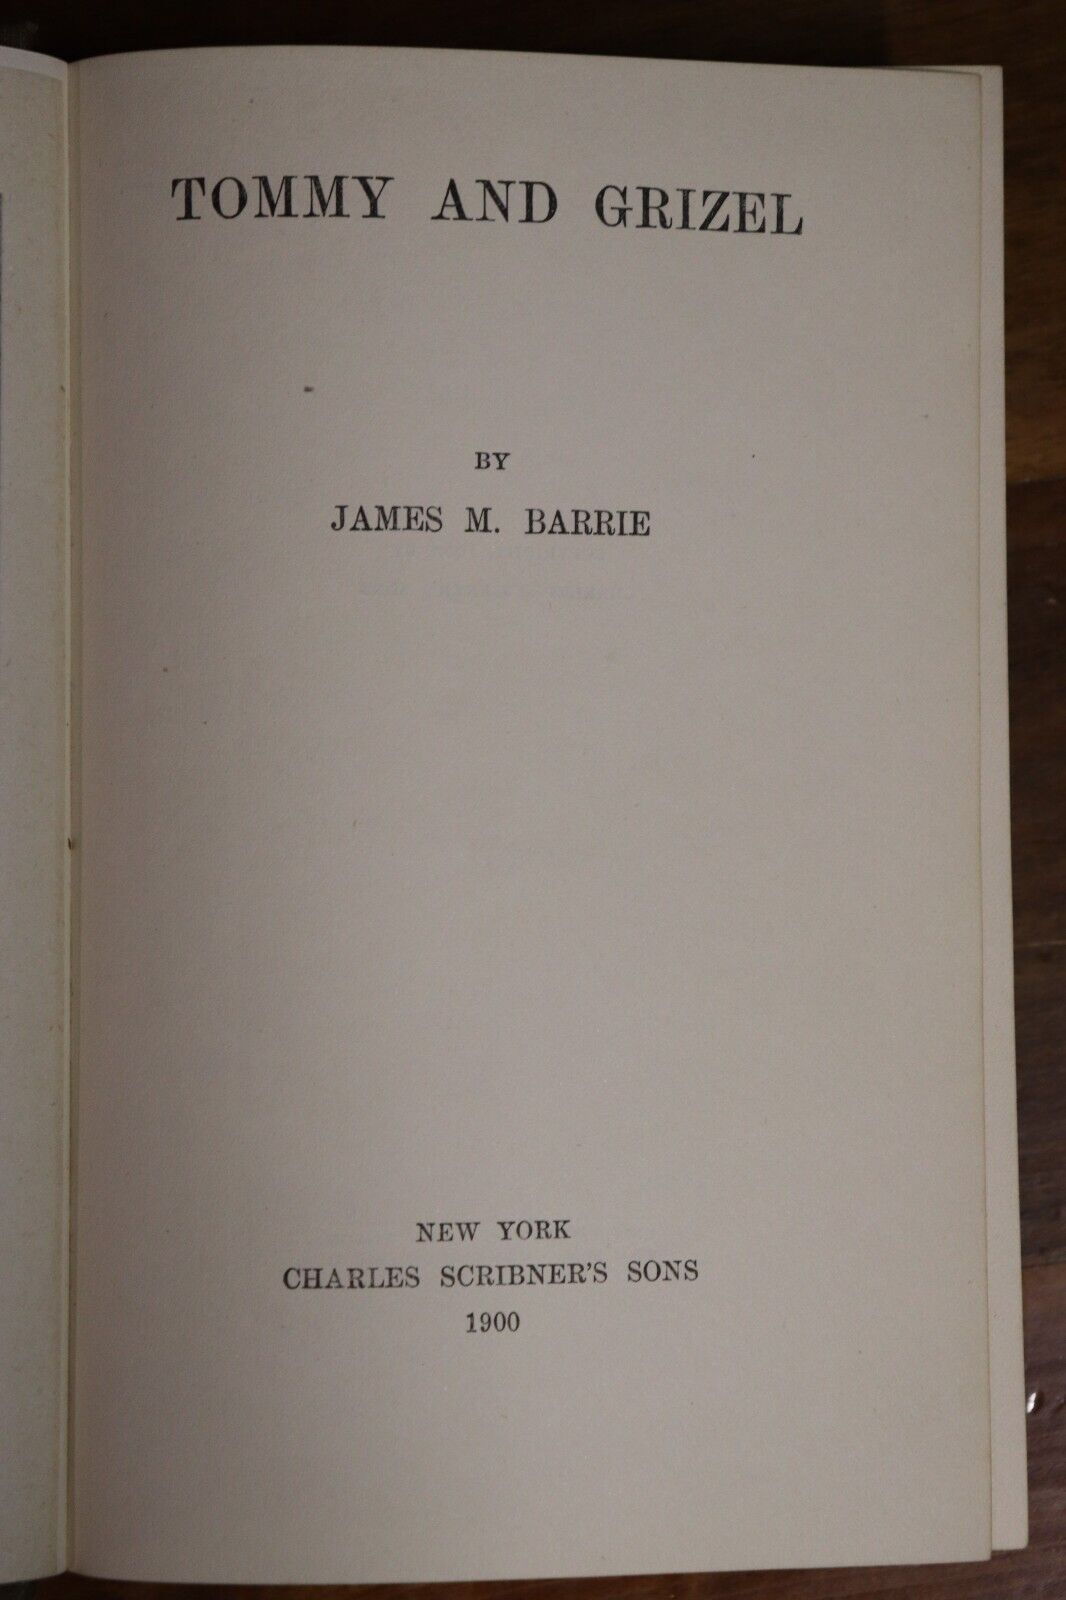 TOMMY AND GRIZEL
BY
JAMES M. BARRIE
NEW YORK
CHARLES SCRIBNER'S SONS
1900